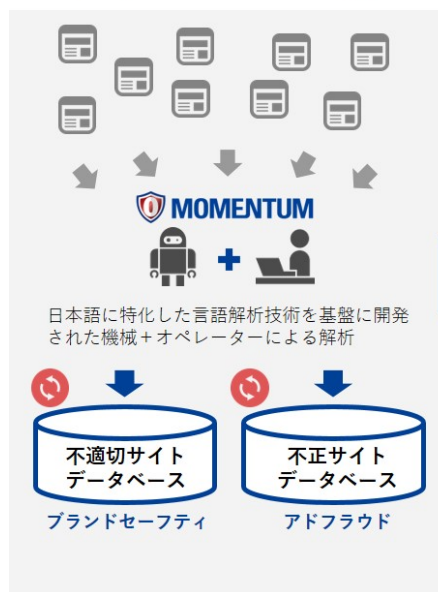 MOMENTUM
日本語に特化した言語解析技術を基盤に開発
された機械＋オペレーターによる解析
不適切サイト
データベース
不正サイト
データベース
ブランドセーフティ
アドフラウド